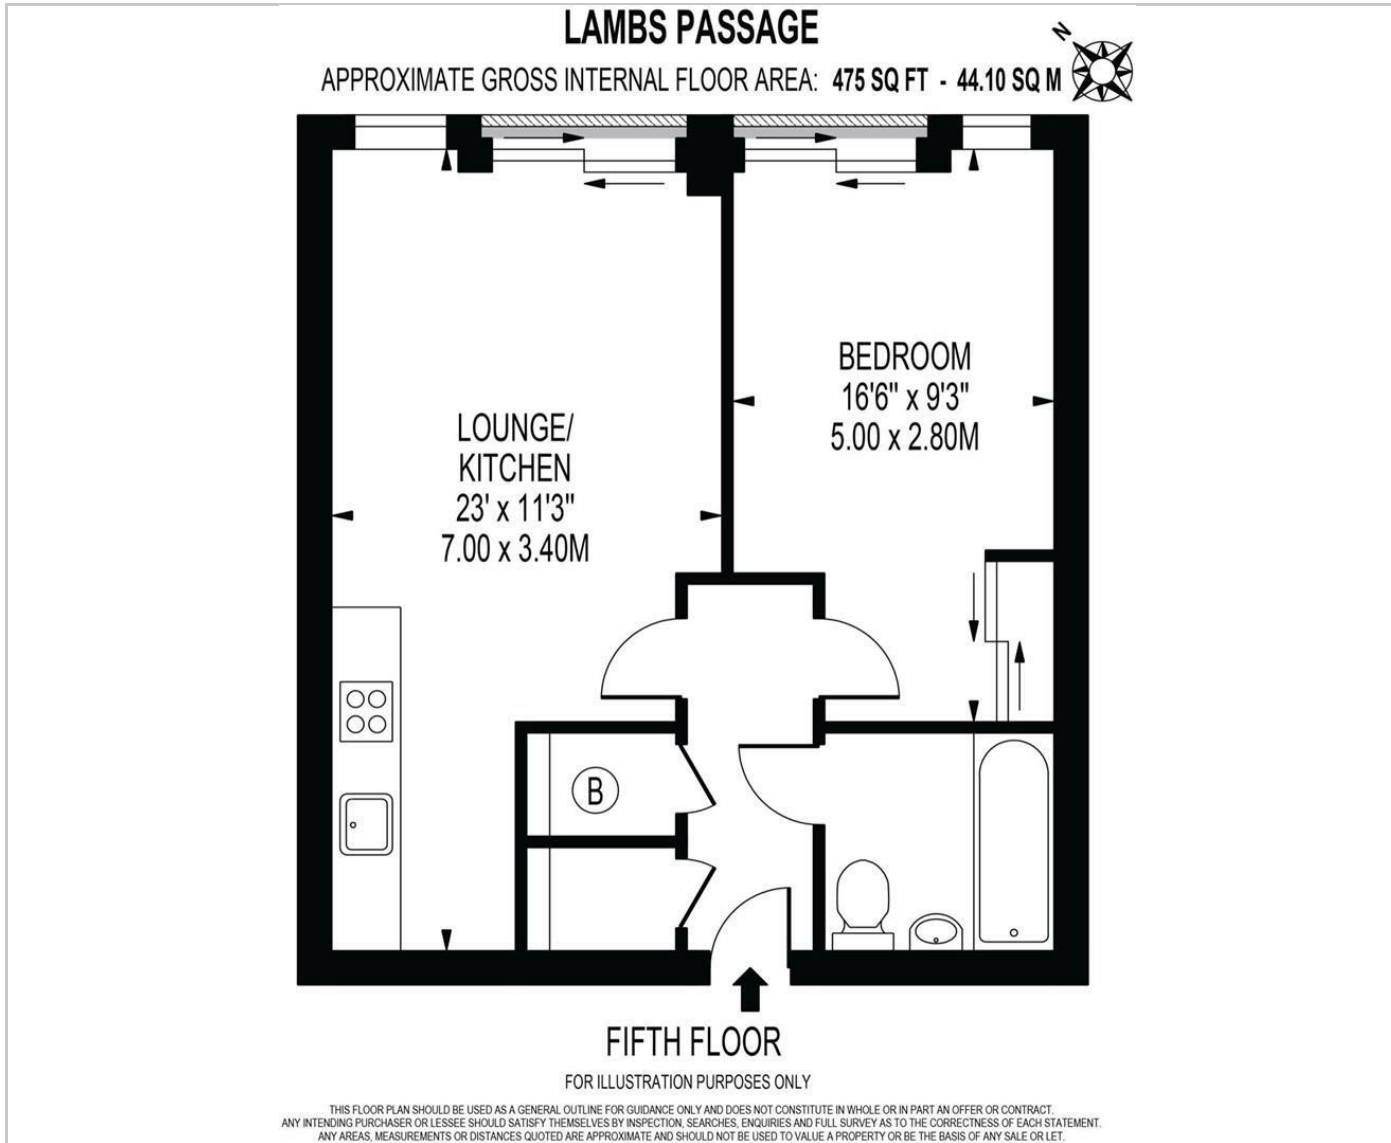 LAMBS PASSAGE
N
APPROXIMATE GROSS INTERNAL FLOOR AREA: 475 SQ FT - 44.10 SQ M
BEDROOM
16'6" x 9'3"
5.00 x 2.80M
LOUNGE/
KITCHEN
23' x 11'3"
7.00 x 3.40M
B
FIFTH FLOOR
FOR ILLUSTRATION PURPOSES ONLY
THIS FLOOR PLAN SHOULD BE USED AS A GENERAL OUTLINE FOR GUIDANCE ONLY AND DOES NOT CONSTITUTE IN WHOLE OR IN PART AN OFFER OR CONTRACT.
ANY INTENDING PURCHASER OR LESSEE SHOULD SATISFY THEMSELVES BY INSPECTION, SEARCHES, ENQUIRIES AND FULL SURVEY AS TO THE CORRECTNESS OF EACH STATEMENT.
ANY AREAS, MEASUREMENTS OR DISTANCES QUOTED ARE APPROXIMATE AND SHOULD NOT BE USED TO VALUE A PROPERTY OR BE THE BASIS OF ANY SALE OR LET.